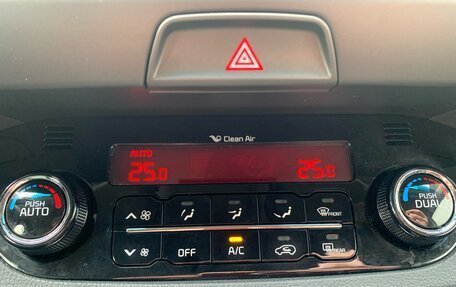 Clean Air
AUTO
25.0 25.0
PUSH
AUTO
PUSH
DUAL
FRONT
OFF A/C REAR